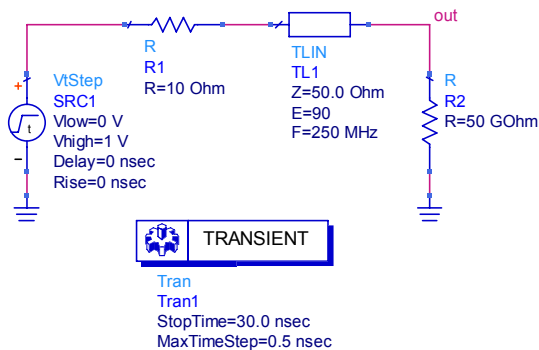 out
R
R1
R=10 Ohm
TLIN
TL1
Z=50.0 Ohm
E=90
F=250 MHz
R
R2
R=50 GOhm
+
t
−
VtStep
SRC1
Vlow=0 V
Vhigh=1 V
Delay=0 nsec
Rise=0 nsec
TRANSIENT
Tran
Tran1
StopTime=30.0 nsec
MaxTimeStep=0.5 nsec